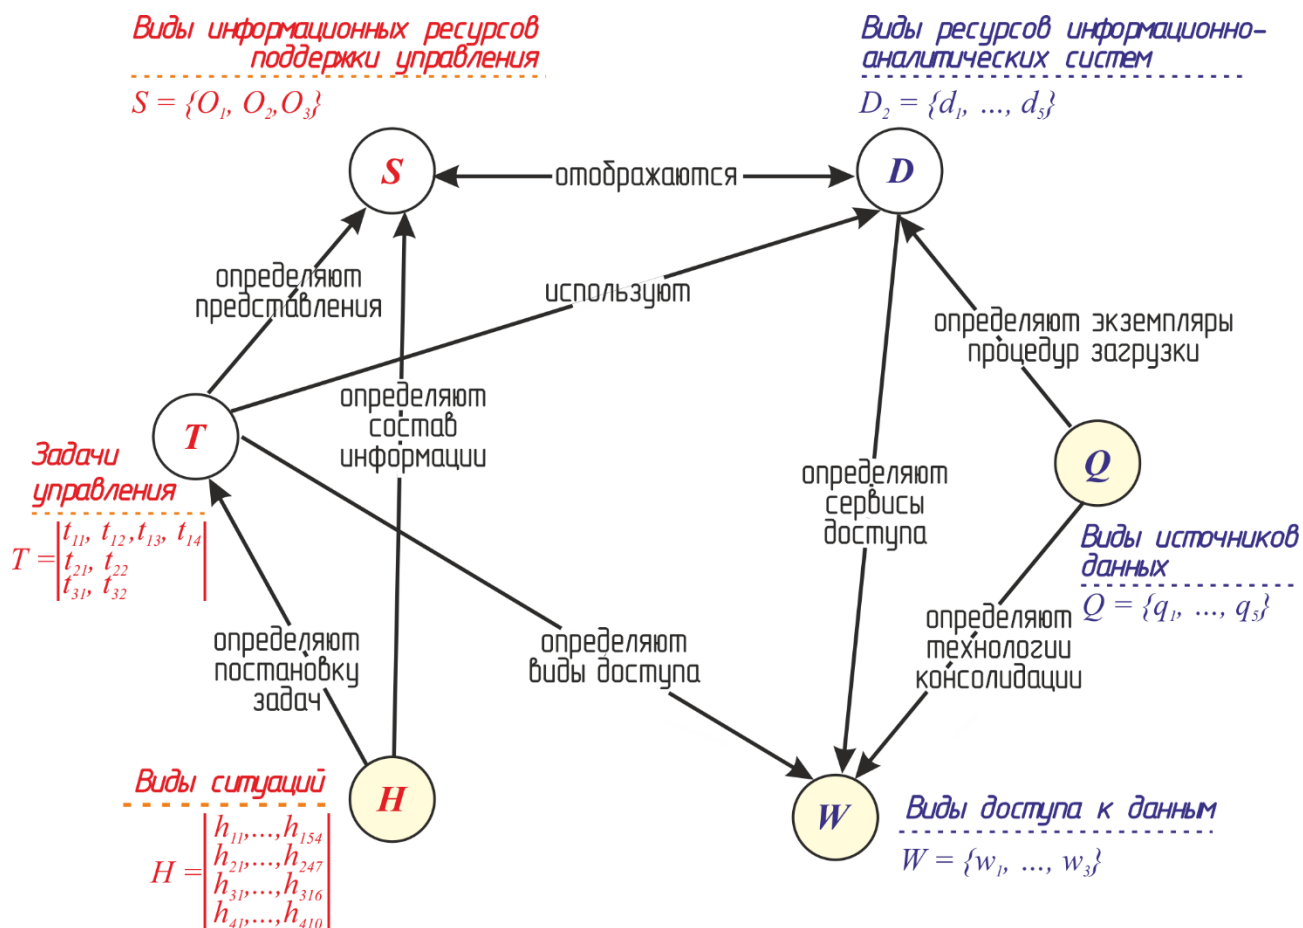 Виды информационных ресурсов
поддержки управления
S = {O₁, O₂,O₃}
Виды ресурсов информационно-
аналитических систем
D₂ = {d₁, ..., d₅}
S
отображаются
D
определяют
представления
используют
определяют экземпляры
процедур загрузки
определяют
состав
информации
T
Задачи
управления
T = |t₁₁, t₁₂,t₁₃, t₁₄|
t₂₁, t₂₂
t₃₁, t₃₂
определяют
сервисы
доступа
Q
Виды источников
данных
Q = {q₁, ..., q₅}
определяют
постановку
задач
определяют
виды доступа
определяют
технологии
консолидации
Виды ситуаций
H = |h₁₁,...,h₁₅₄|
h₂₁,...,h₂₄₇
h₃₁,...,h₃₁₆
h₄₁,...,h₄₁₀
H
W
Виды доступа к данным
W = {w₁, ..., w₃}